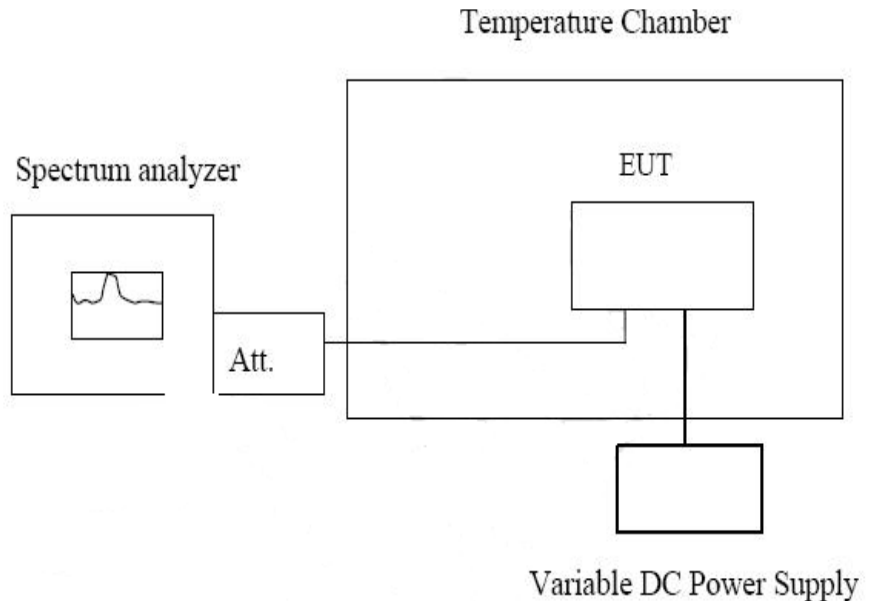 Temperature Chamber
Spectrum analyzer
EUT
Att.
Variable DC Power Supply